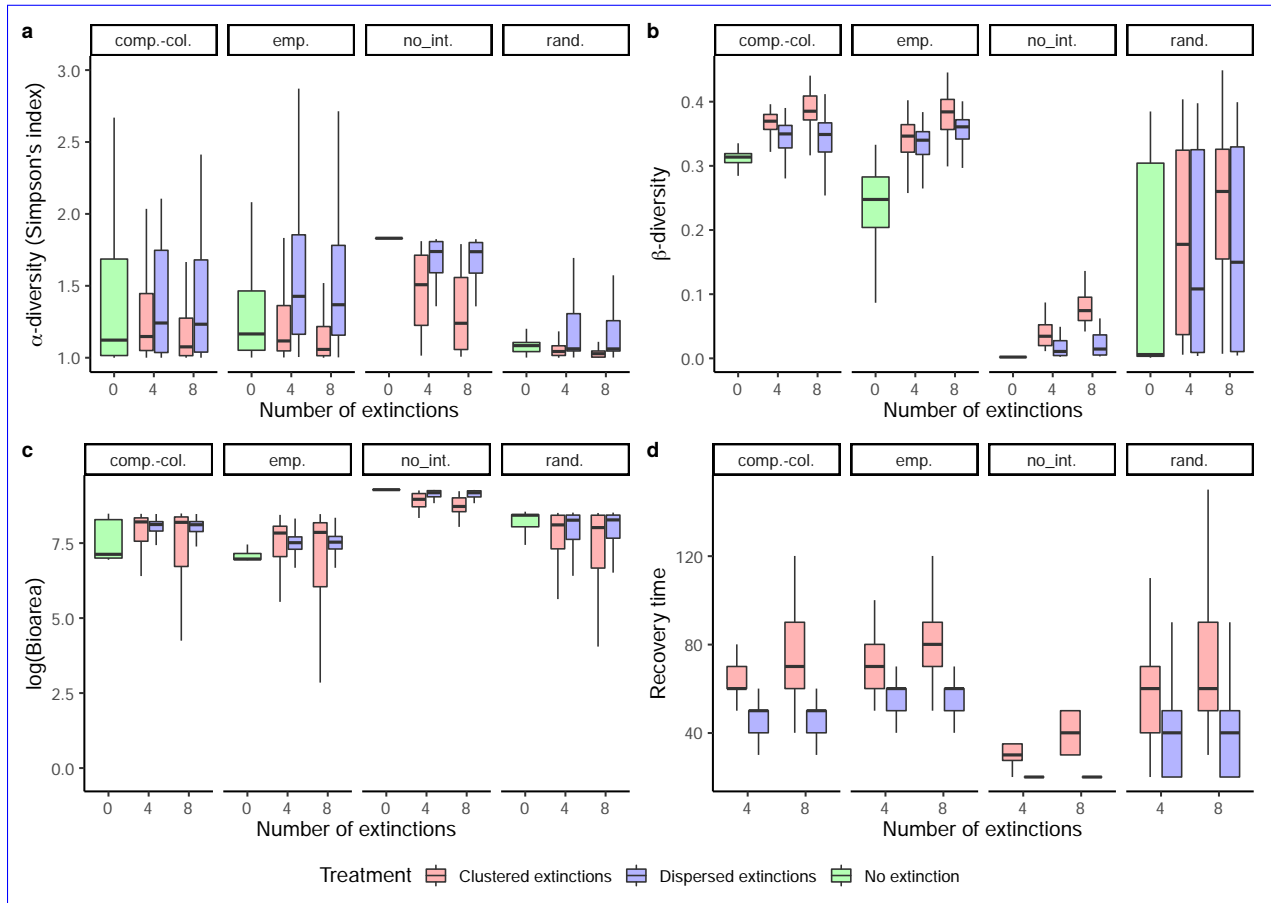 a
comp.-col. emp. no_int. rand.
α-diversity (Simpson's index)
3.0
2.5
2.0
1.5
1.0
0 4 8 0 4 8 0 4 8 0 4 8
Number of extinctions
b
comp.-col. emp. no_int. rand.
β-diversity
0.4
0.3
0.2
0.1
0.0
0 4 8 0 4 8 0 4 8 0 4 8
Number of extinctions
c
comp.-col. emp. no_int. rand.
log(Bioarea)
7.5
5.0
2.5
0.0
0 4 8 0 4 8 0 4 8 0 4 8
Number of extinctions
d
comp.-col. emp. no_int. rand.
Recovery time
120
80
40
4 8 4 8 4 8 4 8
Number of extinctions
Treatment Clustered extinctions Dispersed extinctions No extinction